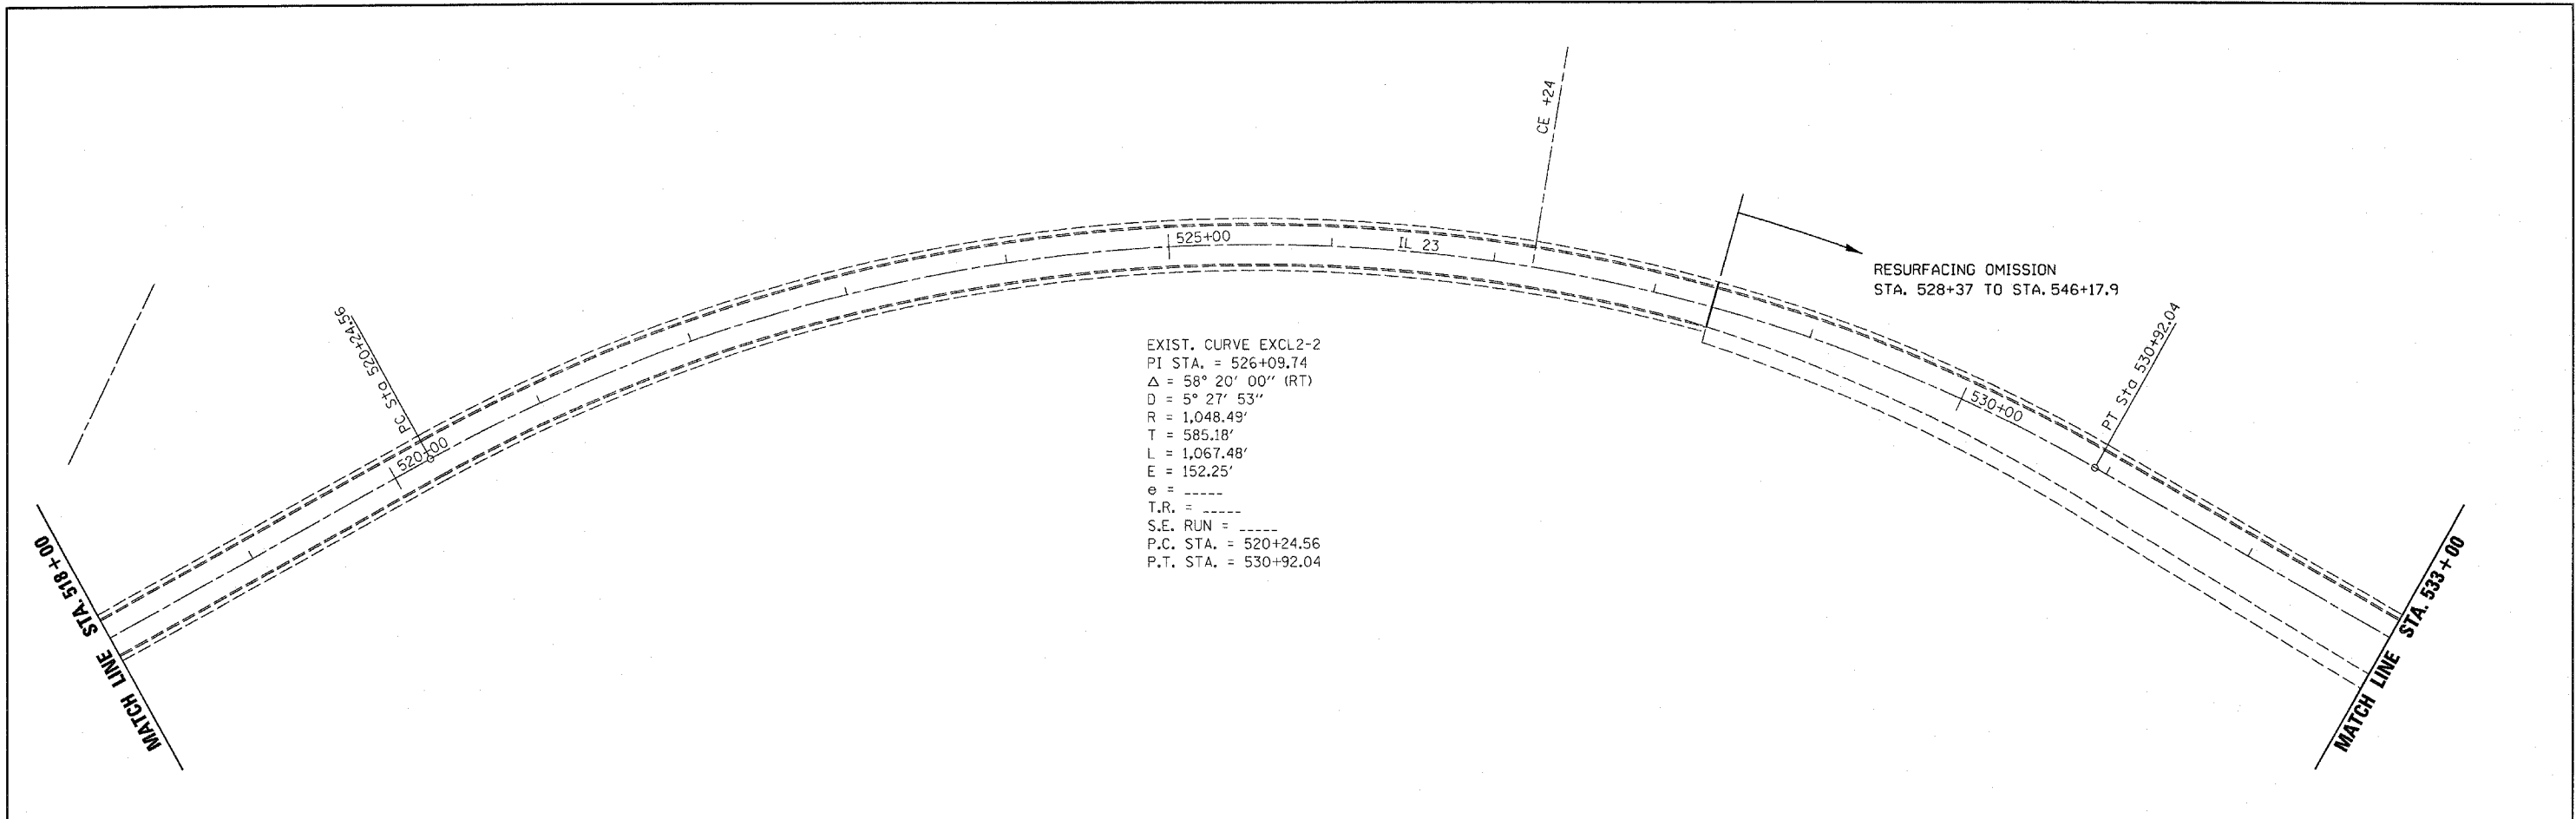 CE +24
525+00
IL 23
RESURFACING OMISSION
STA. 528+37 TO STA. 546+17.9
PC Sta 520+24.56
520+00
530+00
PT Sta 530+92.04
EXIST. CURVE EXCL2-2
PI STA. = 526+09.74
Δ = 58° 20' 00" (RT)
D = 5° 27' 53"
R = 1,048.49'
T = 585.18'
L = 1,067.48'
E = 152.25'
e = _____
T.R. = _____
S.E. RUN = _____
P.C. STA. = 520+24.56
P.T. STA. = 530+92.04
MATCH LINE STA. 518+00
MATCH LINE STA. 533+00